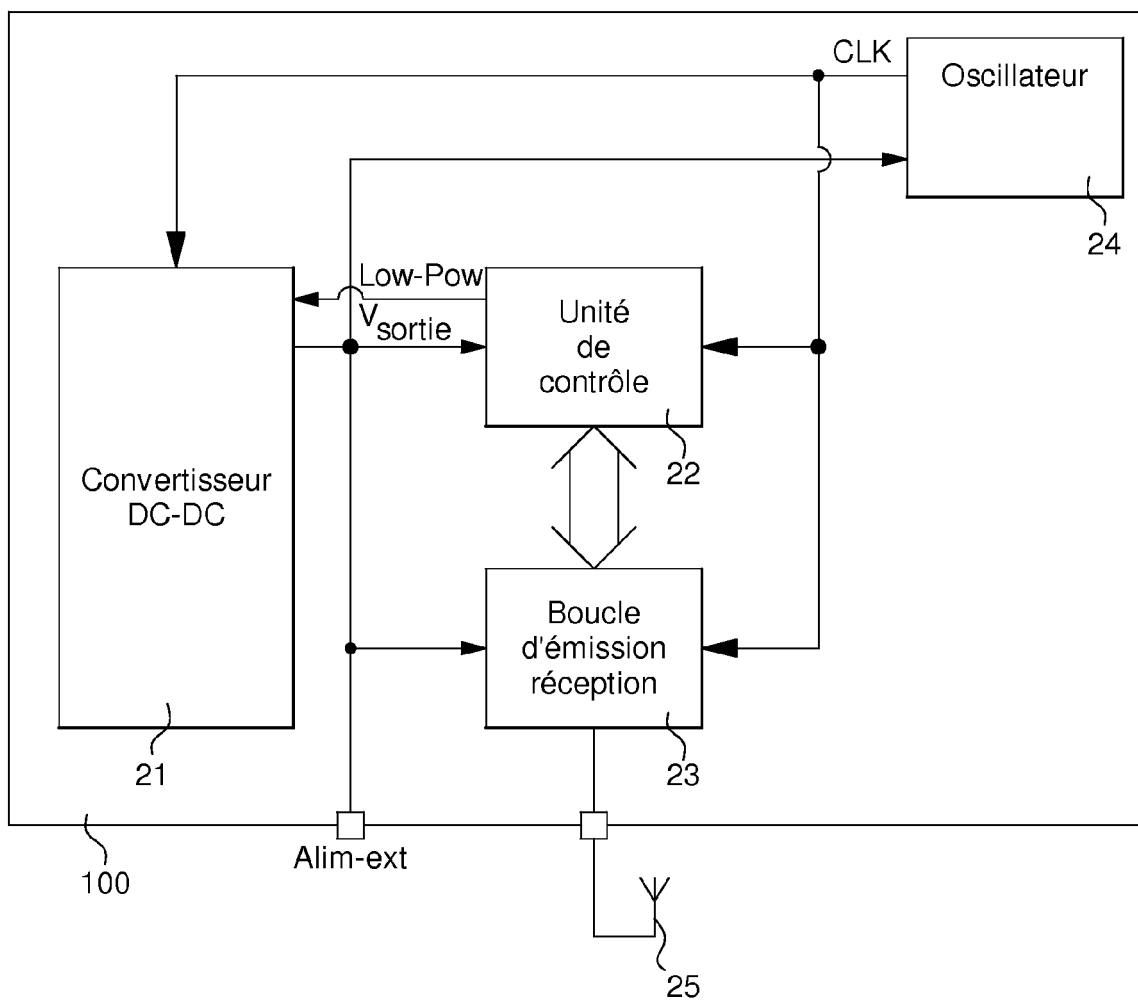 CLK
Oscillateur
24
Low-Pow
Vsortie
Unité
de
contrôle
22
Convertisseur
DC-DC
21
Boucle
d'émission
réception
23
Alim-ext
100
25